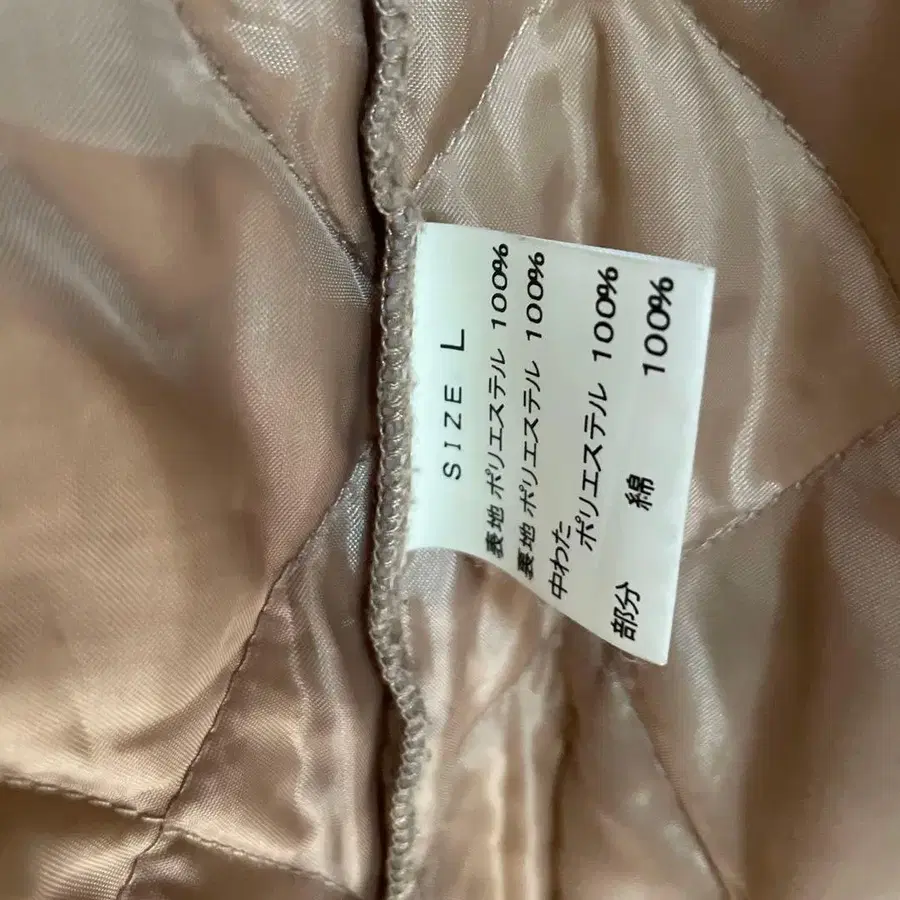 SIZE L
表地 ポリエステル 100%
裏地 ポリエステル 100%
中わた
ポリエステル 100%
部分 綿 100%